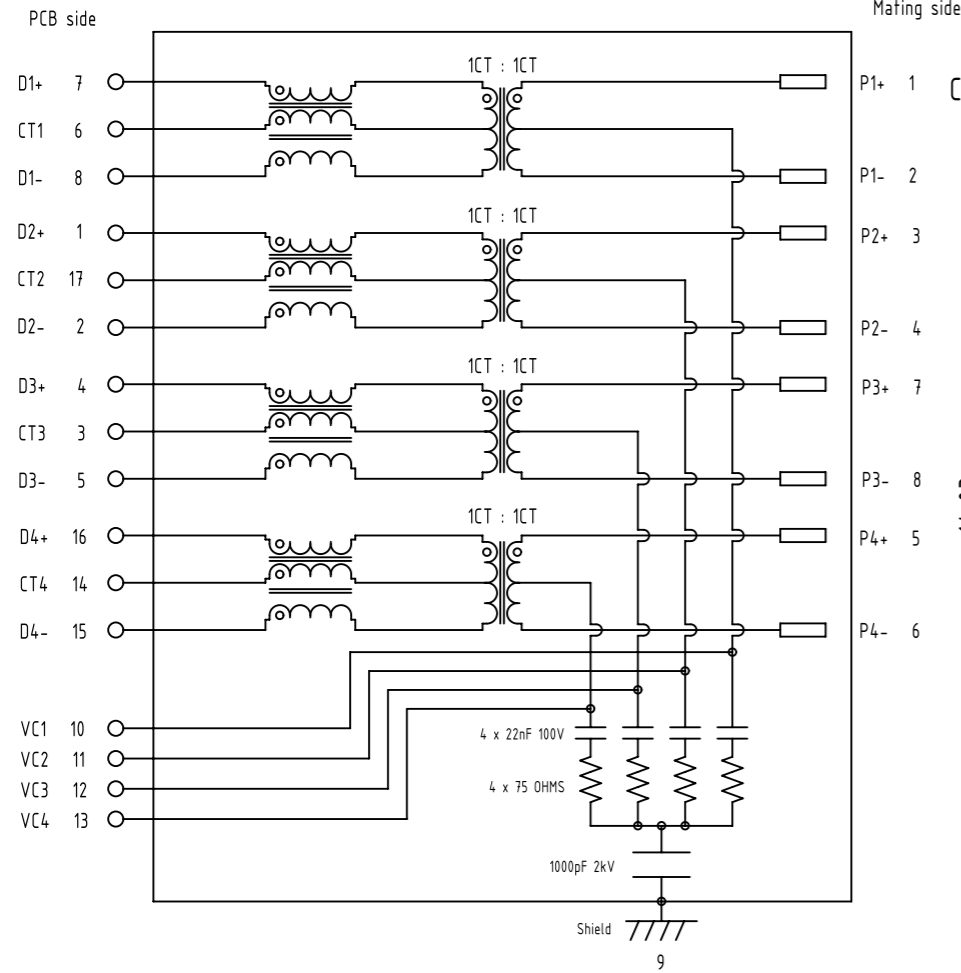 PCB side
Mating side
1CT : 1CT
D1+ 7
P1+ 1
CT1 6
D1- 8
P1- 2
1CT : 1CT
D2+ 1
P2+ 3
CT2 17
D2- 2
P2- 4
1CT : 1CT
D3+ 4
P3+ 7
CT3 3
D3- 5
P3- 8
1CT : 1CT
D4+ 16
P4+ 5
CT4 14
D4- 15
P4- 6
VC1 10
4 x 22nF 100V
VC2 11
VC3 12
4 x 75 OHMS
VC4 13
1000pF 2kV
Shield
9